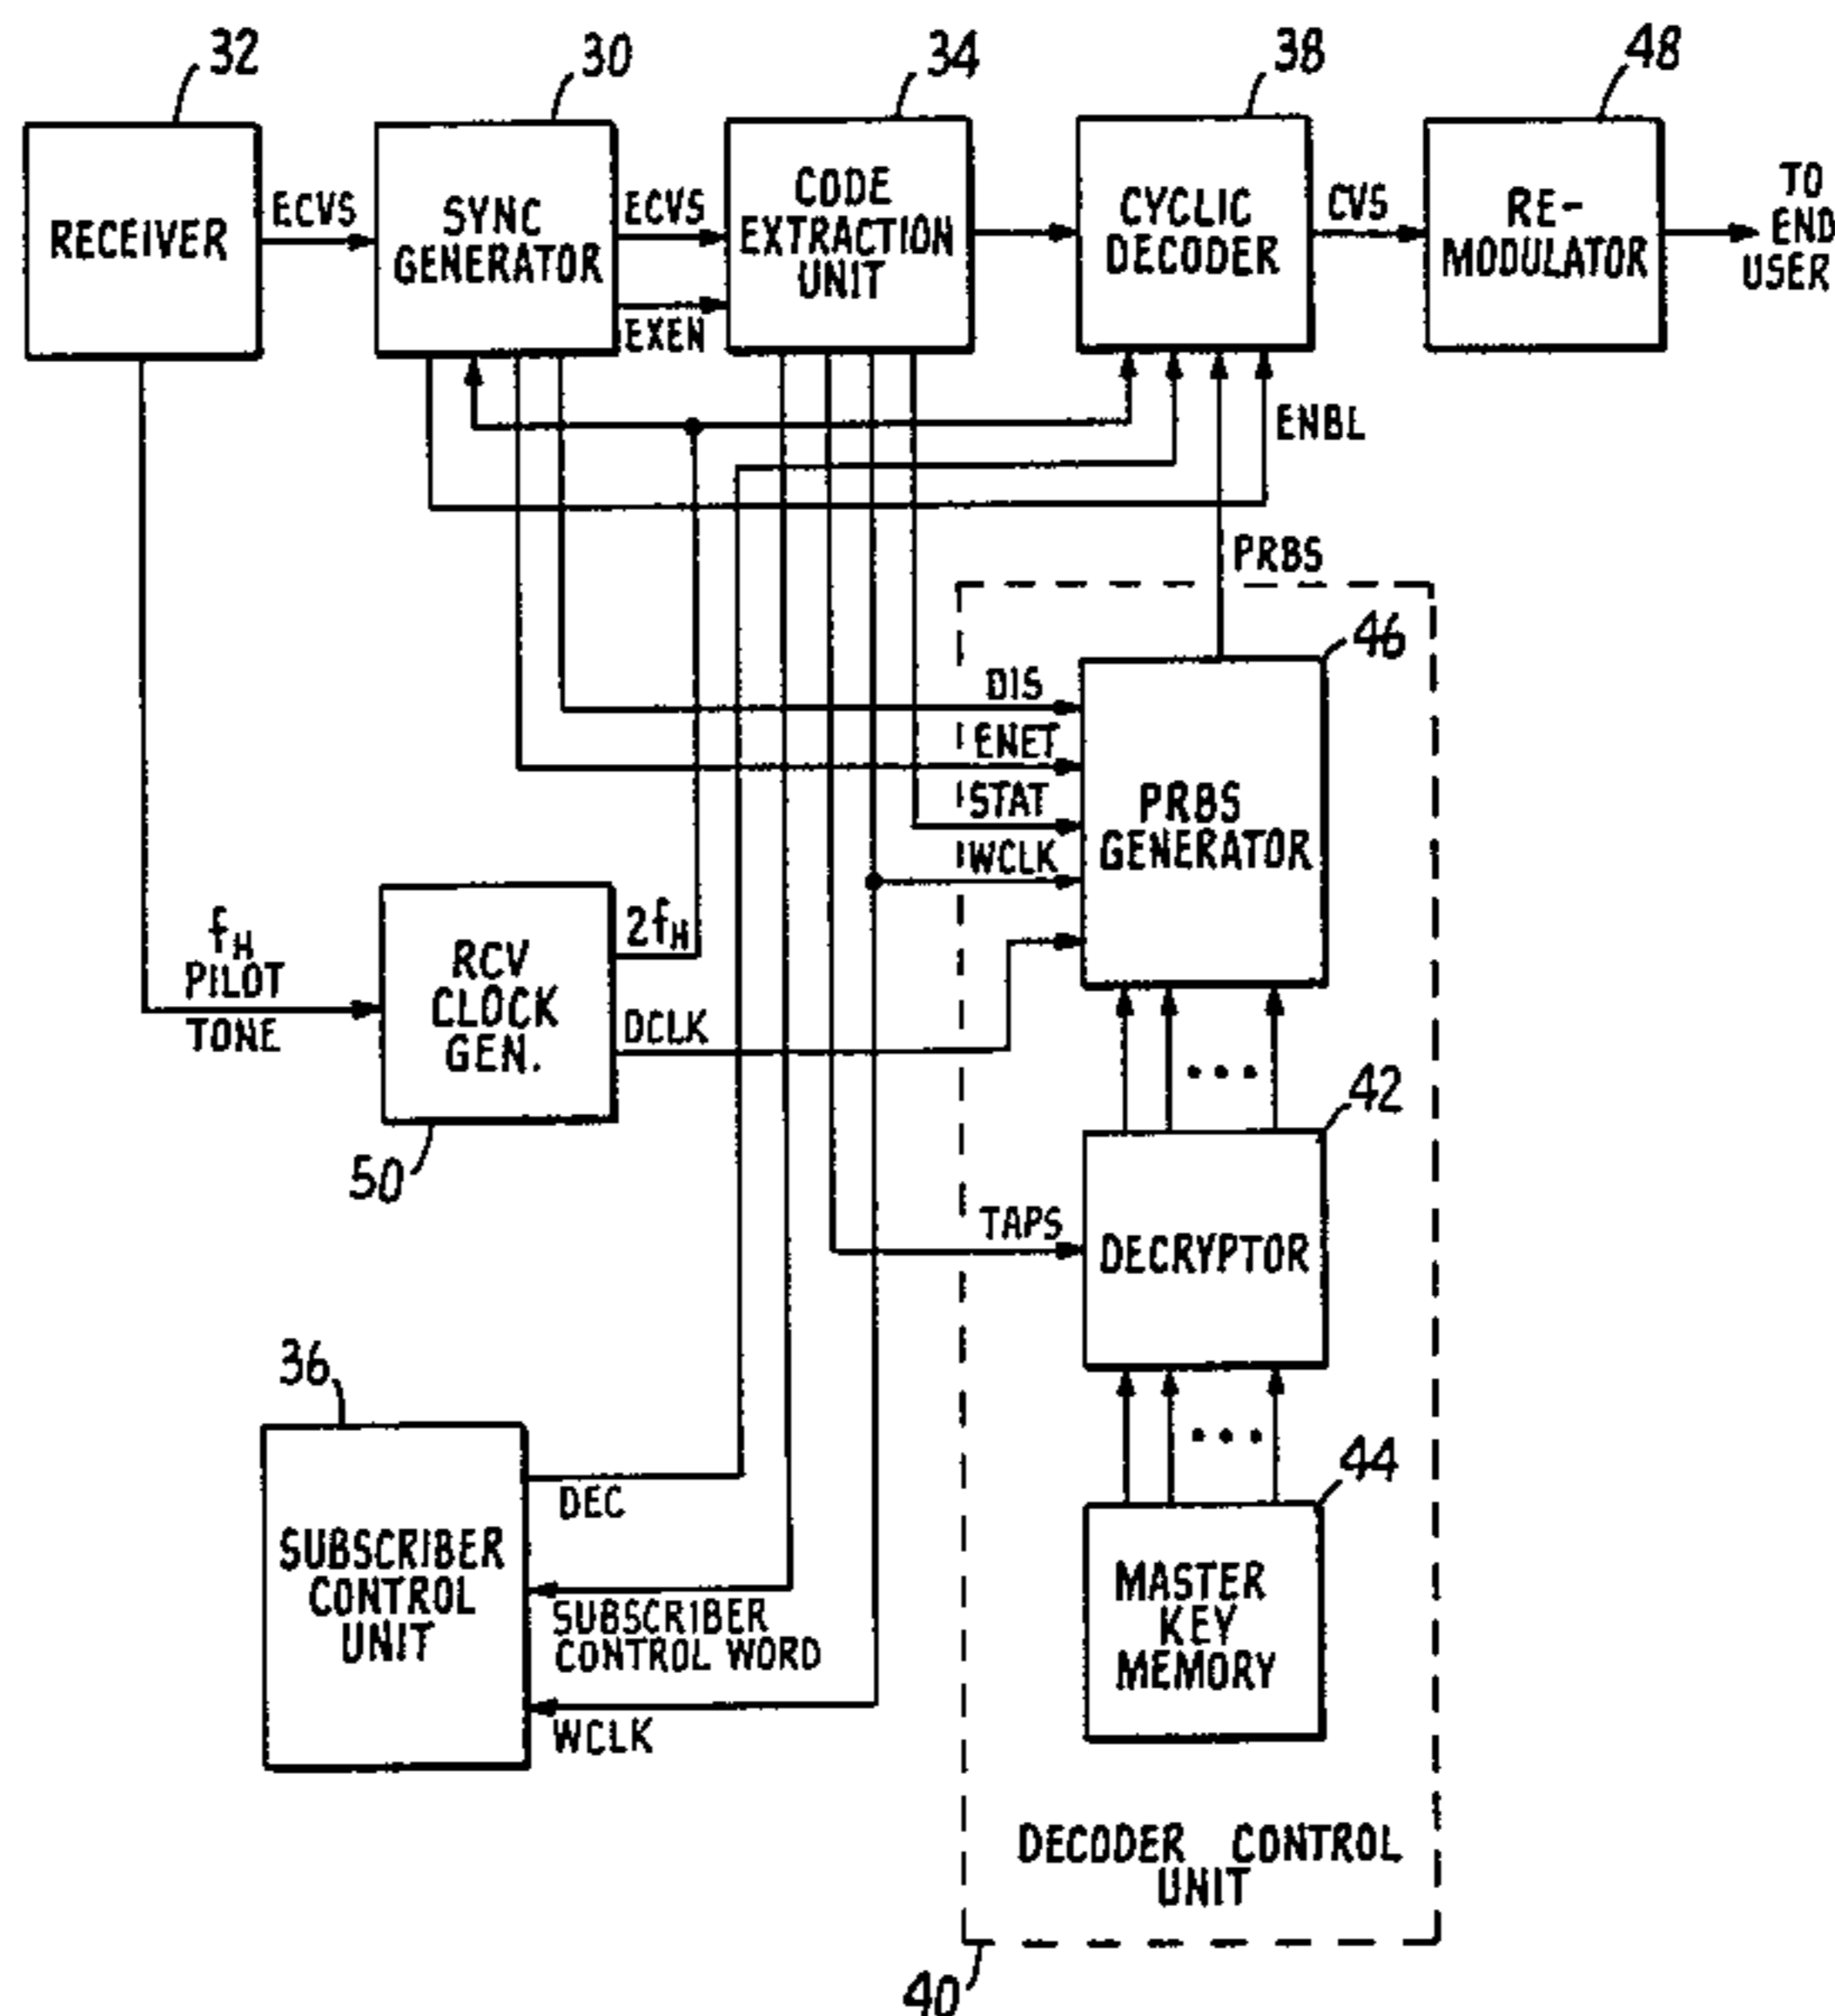 32
30
34
38
48
RECEIVER
ECVS
SYNC
GENERATOR
ECVS
EXEN
CODE
EXTRACTION
UNIT
CYCLIC
DECODER
CVS
RE-
MODULATOR
TO
END
USER
ENBL
PRBS
46
DIS
ENET
STAT
WCLK
PRBS
GENERATOR
fH
PILOT
TONE
RCV
CLOCK
GEN.
2fH
DCLK
50
42
TAPS
DECRYPTOR
36
SUBSCRIBER
CONTROL
UNIT
DEC
SUBSCRIBER
CONTROL WORD
WCLK
44
MASTER
KEY
MEMORY
DECODER CONTROL
UNIT
40